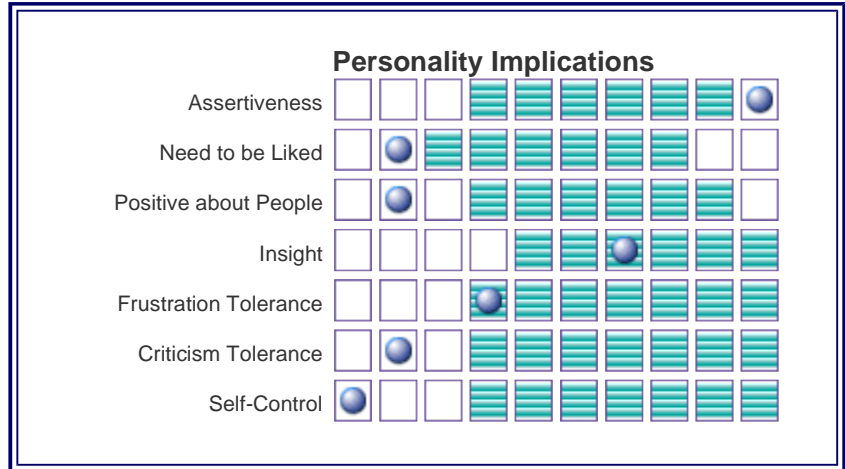 Personality Implications
Assertiveness
Need to be Liked
Positive about People
Insight
Frustration Tolerance
Criticism Tolerance
Self-Control